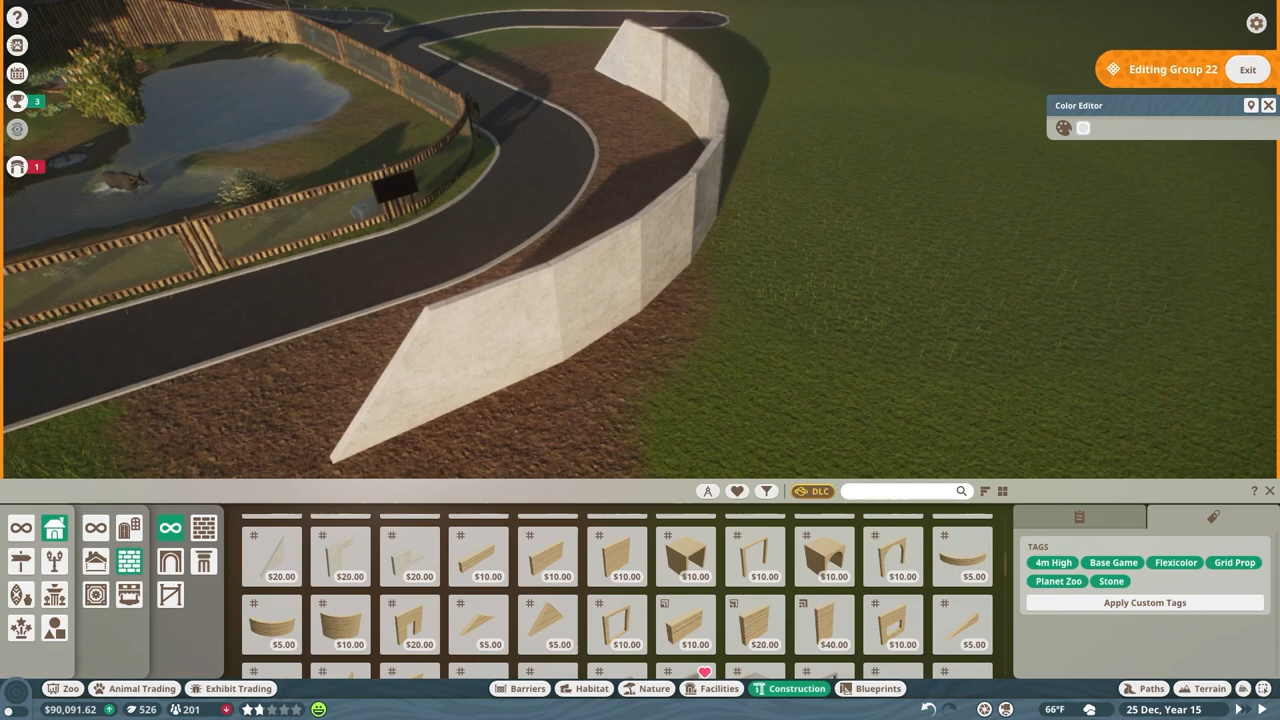 ?
Editing Group 22
Exit
3
Color Editor
1
DLC
?
$20.00
$20.00
$20.00
$10.00
$10.00
$10.00
$10.00
$10.00
$10.00
$10.00
$5.00
$5.00
$10.00
$20.00
$5.00
$5.00
$10.00
$10.00
$20.00
$40.00
$10.00
$5.00
TAGS
4m High
Base Game
Flexicolor
Grid Prop
Planet Zoo
Stone
Apply Custom Tags
Zoo
Animal Trading
Exhibit Trading
Barriers
Habitat
Nature
Facilities
Construction
Blueprints
Paths
Terrain
$90,091.62
526
201
66°F
25 Dec, Year 15